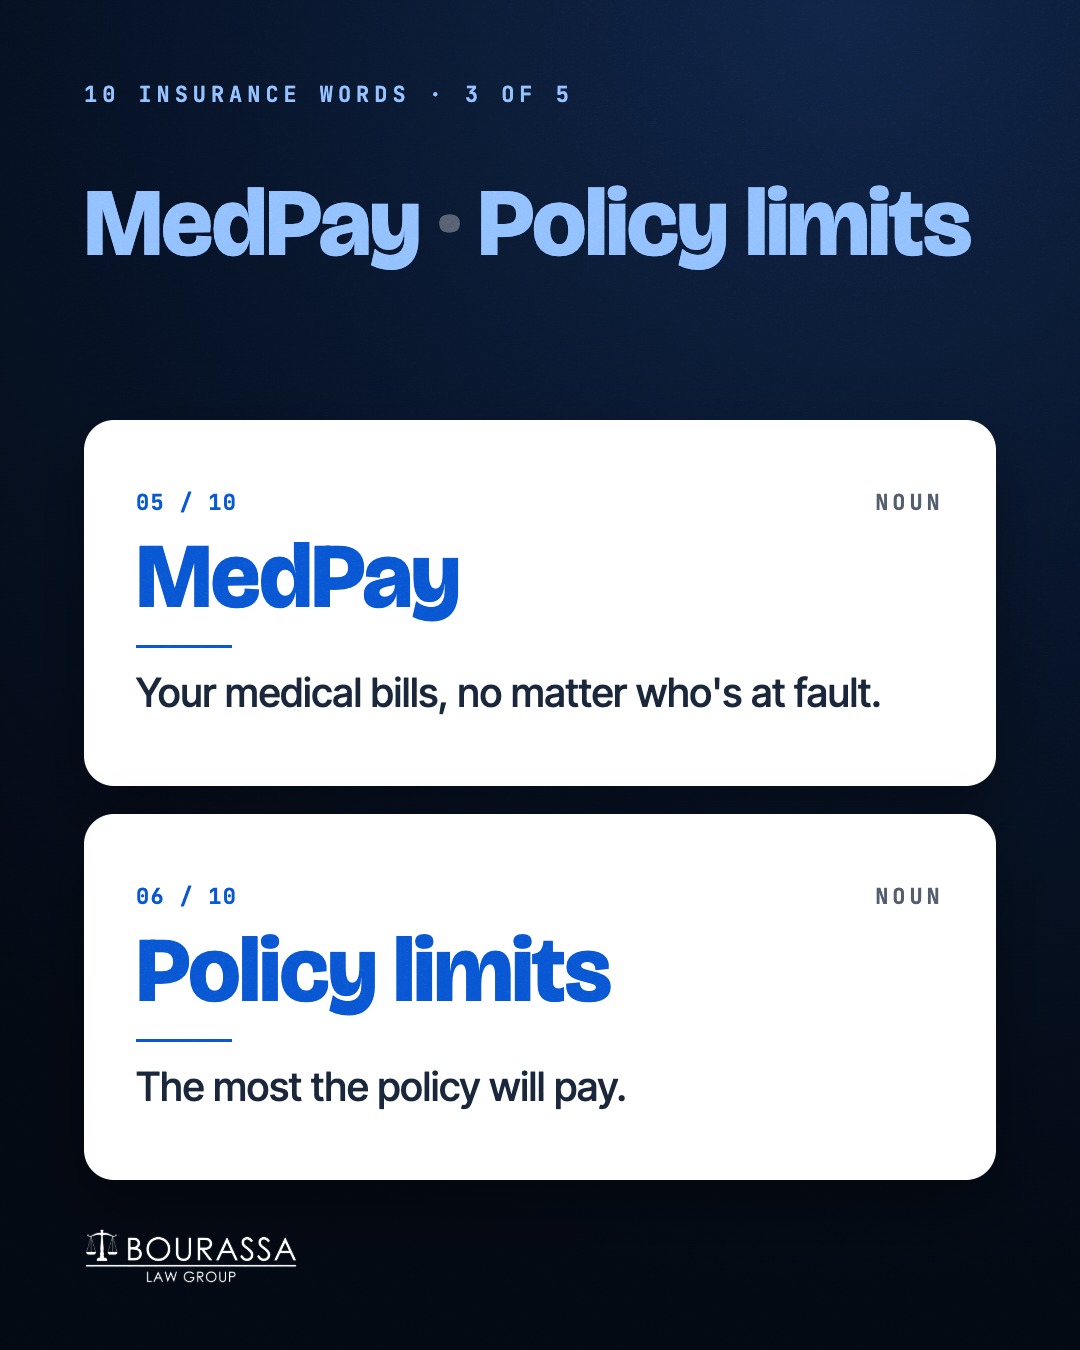 10 INSURANCE WORDS · 3 OF 5
MedPay · Policy limits
05 / 10
NOUN
MedPay
Your medical bills, no matter who's at fault.
06 / 10
NOUN
Policy limits
The most the policy will pay.
BOURASSA
LAW GROUP